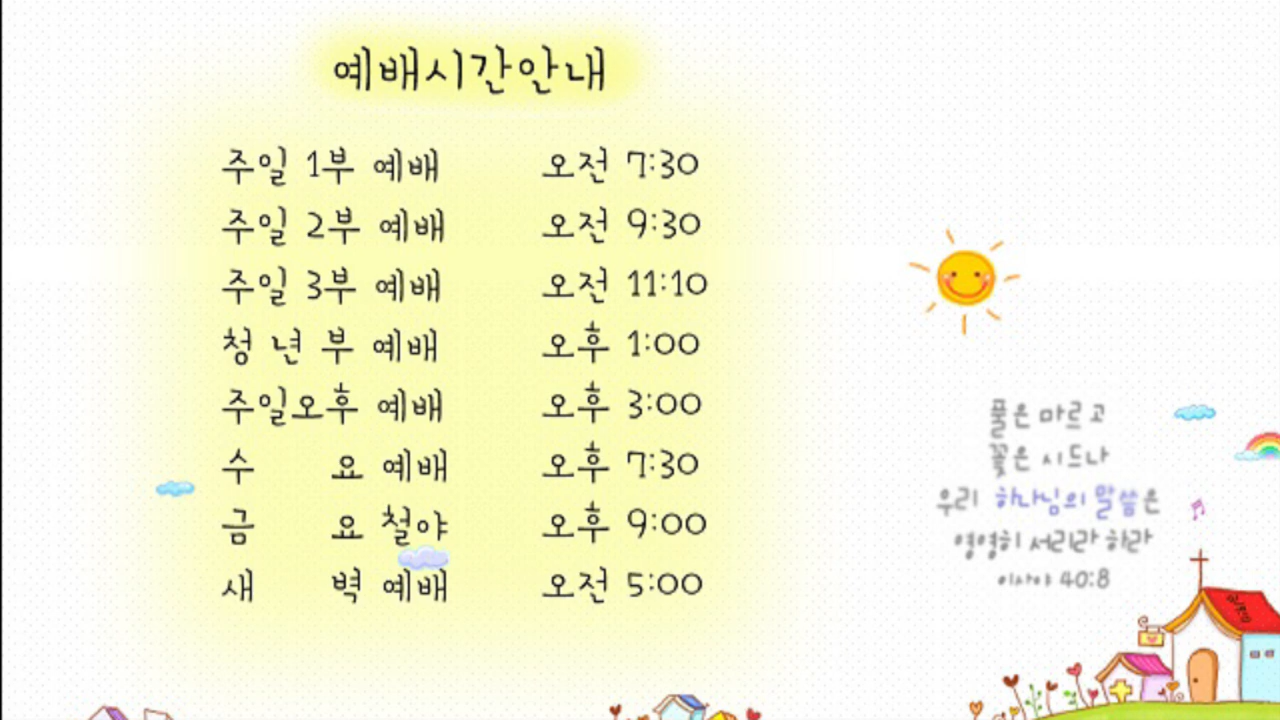 예배시간안내
주일 1부 예배 오전 7:30
주일 2부 예배 오전 9:30
주일 3부 예배 오전 11:10
청 년 부 예배 오후 1:00
주일오후 예배 오후 3:00
수 요 예배 오후 7:30
금 요 철야 오후 9:00
새 벽 예배 오전 5:00
풀은 마르고
꽃은 시드나
우리 하나님의 말씀은
영영히 서리라 하라
이사야 40:8